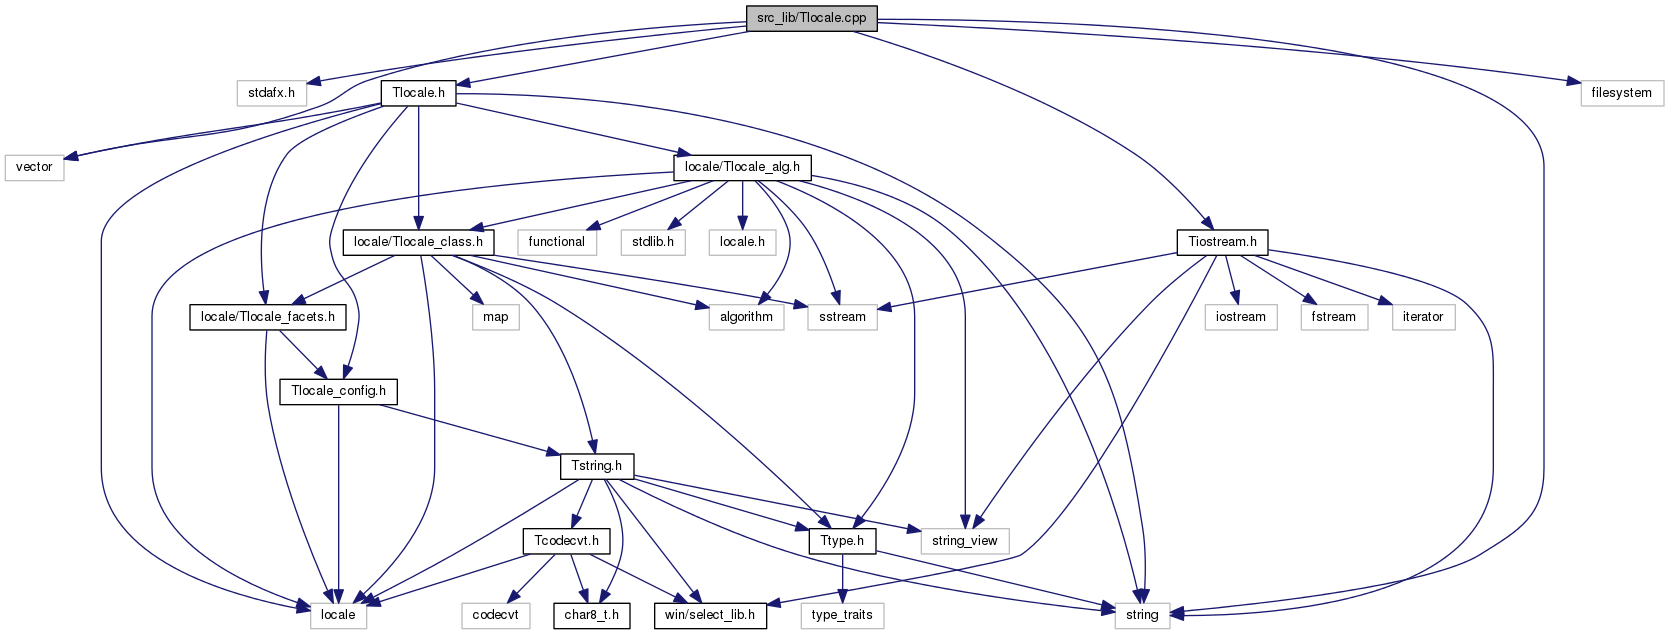 src_lib/Tlocale.cpp
stdafx.h
Tlocale.h
filesystem
vector
locale/Tlocale_alg.h
locale/Tlocale_class.h
functional
stdlib.h
locale.h
Tiostream.h
locale/Tlocale_facets.h
map
algorithm
sstream
iostream
fstream
iterator
Tlocale_config.h
Tstring.h
Tcodecvt.h
Ttype.h
string_view
locale
codecvt
char8_t.h
win/select_lib.h
type_traits
string